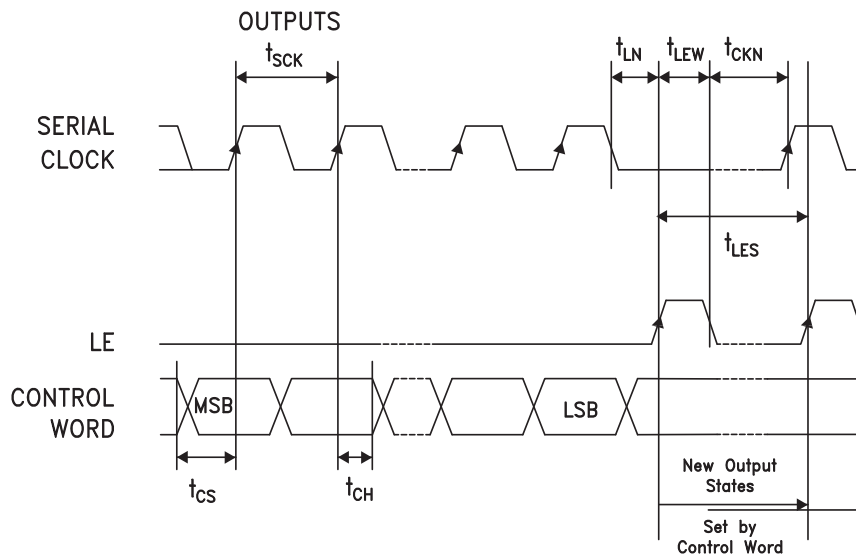 OUTPUTS
tSCK
tLN
tLEW
tCKN
SERIAL
CLOCK
tLES
LE
CONTROL
WORD
MSB
LSB
tCS
tCH
New Output
States
Set by
Control Word